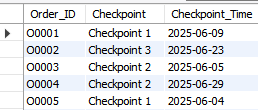 Order_ID Checkpoint Checkpoint_Time
O0001 Checkpoint 1 2025-06-09
O0002 Checkpoint 3 2025-06-23
O0003 Checkpoint 2 2025-06-05
O0004 Checkpoint 2 2025-06-29
O0005 Checkpoint 1 2025-06-04